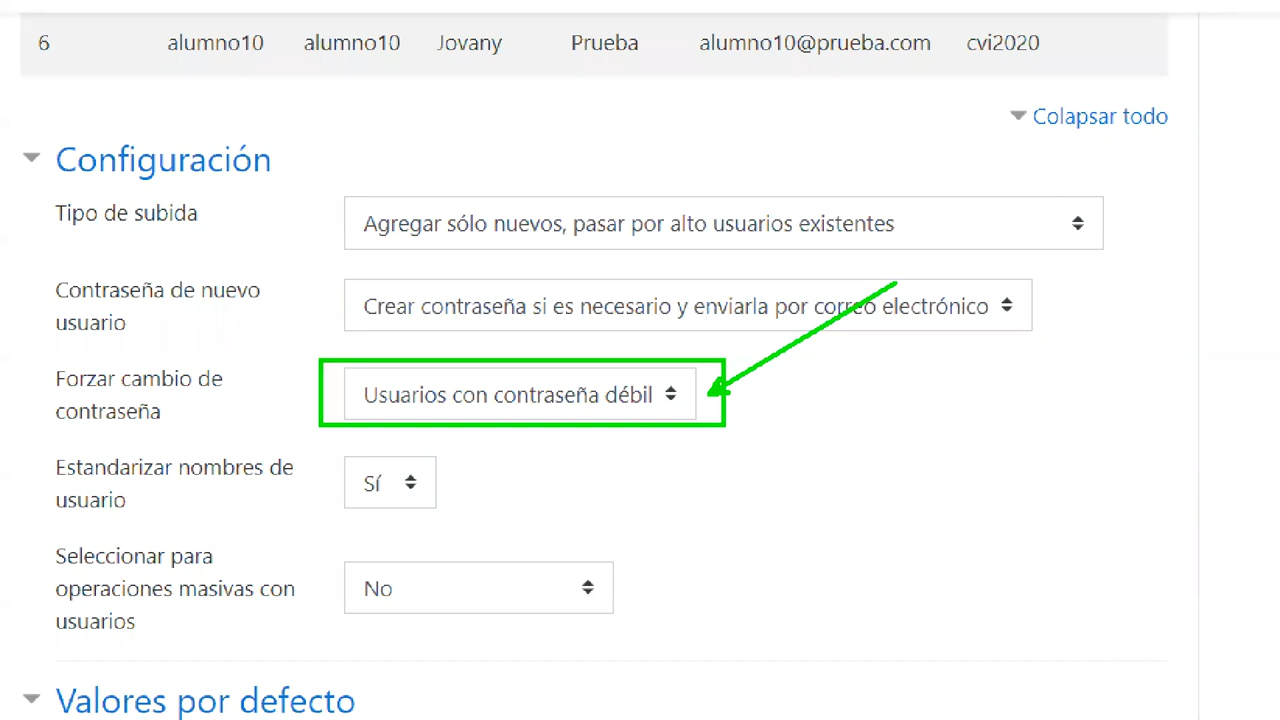 6 alumno10 alumno10 Jovany Prueba alumno10@prueba.com cvi2020
Colapsar todo
Configuración
Tipo de subida
Agregar sólo nuevos, pasar por alto usuarios existentes
Contraseña de nuevo
usuario
Crear contraseña si es necesario y enviarla por correo electrónico
Forzar cambio de
contraseña
Usuarios con contraseña débil
Estandarizar nombres de
usuario
Sí
Seleccionar para
operaciones masivas con
usuarios
No
Valores por defecto